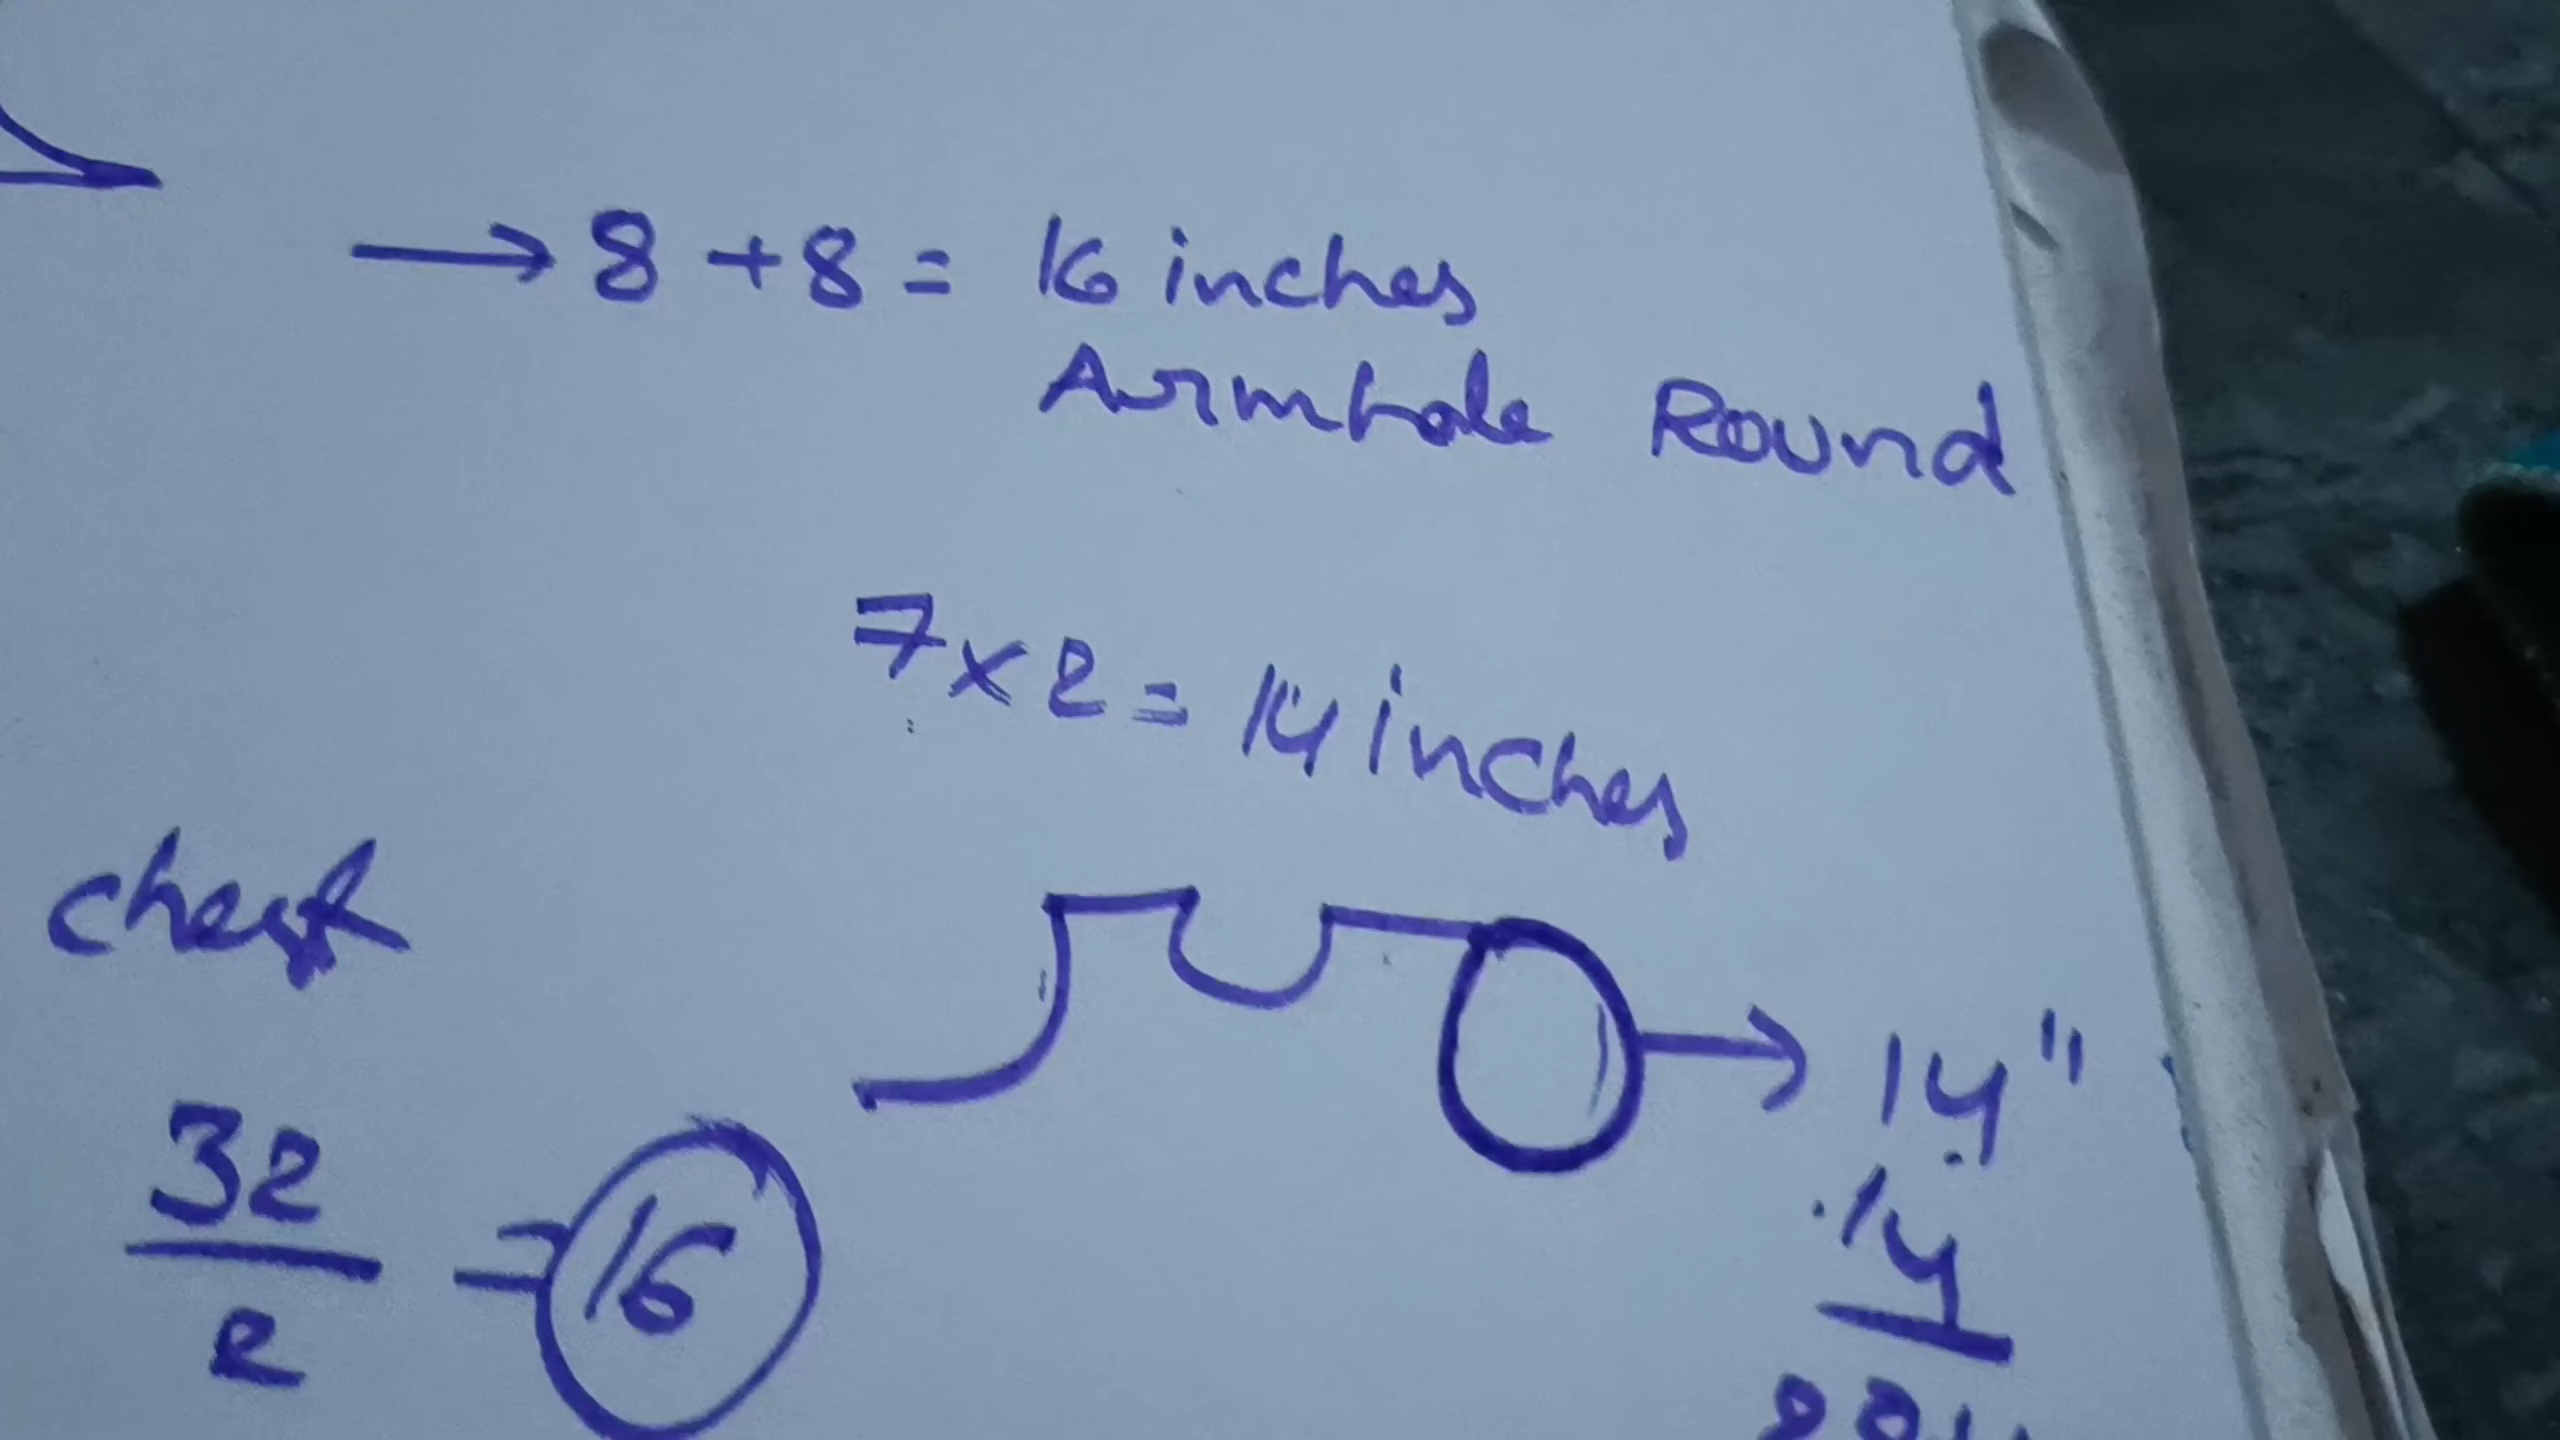 → 8 + 8 = 16 inches
Armhole Round
7 x 2 = 14 inches
chest
32
2
= 16
→ 14"
14